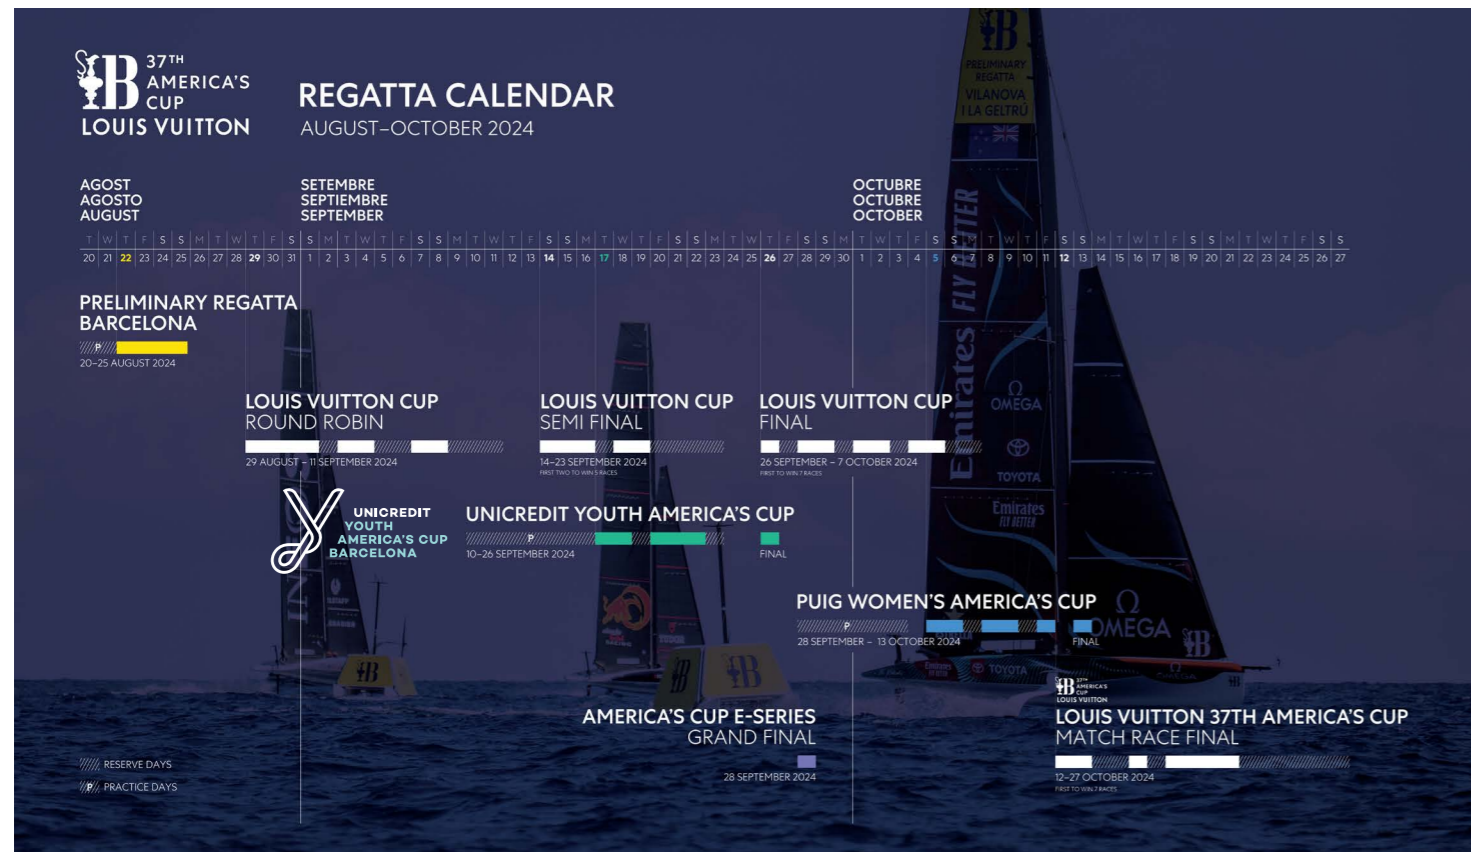 37TH
AMERICA'S
CUP
LOUIS VUITTON
REGATTA CALENDAR
AUGUST–OCTOBER 2024
PRELIMINARY
REGATTA
VILANOVA
I LA GELTRÚ
AGOST
AGOSTO
AUGUST
SETEMBRE
SEPTIEMBRE
SEPTEMBER
OCTUBRE
OCTUBRE
OCTOBER
T W T F S S M T W T F S S M T W T F S S M T W T F S S M T W T F S S M T W T F S S M T W T F S S M T W T F S S M T W T F S S M T W T F S S
20 21 22 23 24 25 26 27 28 29 30 31 1 2 3 4 5 6 7 8 9 10 11 12 13 14 15 16 17 18 19 20 21 22 23 24 25 26 27 28 29 30 1 2 3 4 5 6 7 8 9 10 11 12 13 14 15 16 17 18 19 20 21 22 23 24 25 26 27
PRELIMINARY REGATTA
BARCELONA
P
20–25 AUGUST 2024
LOUIS VUITTON CUP
ROUND ROBIN
29 AUGUST – 11 SEPTEMBER 2024
LOUIS VUITTON CUP
SEMI FINAL
14–23 SEPTEMBER 2024
FIRST TWO TO WIN 5 RACES
LOUIS VUITTON CUP
FINAL
26 SEPTEMBER – 7 OCTOBER 2024
FIRST TO WIN 7 RACES
Emirates FLY BETTER
OMEGA
TOYOTA
Emirates
FLY BETTER
UNICREDIT
YOUTH
AMERICA'S CUP
BARCELONA
UNICREDIT YOUTH AMERICA'S CUP
P
10–26 SEPTEMBER 2024
FINAL
PUIG WOMEN'S AMERICA'S CUP
P
28 SEPTEMBER – 13 OCTOBER 2024
FINAL
OMEGA
TOYOTA
AMERICA'S CUP E-SERIES
GRAND FINAL
28 SEPTEMBER 2024
37TH
AMERICA'S
CUP
LOUIS VUITTON
LOUIS VUITTON 37TH AMERICA'S CUP
MATCH RACE FINAL
12–27 OCTOBER 2024
FIRST TO WIN 7 RACES
RESERVE DAYS
P PRACTICE DAYS